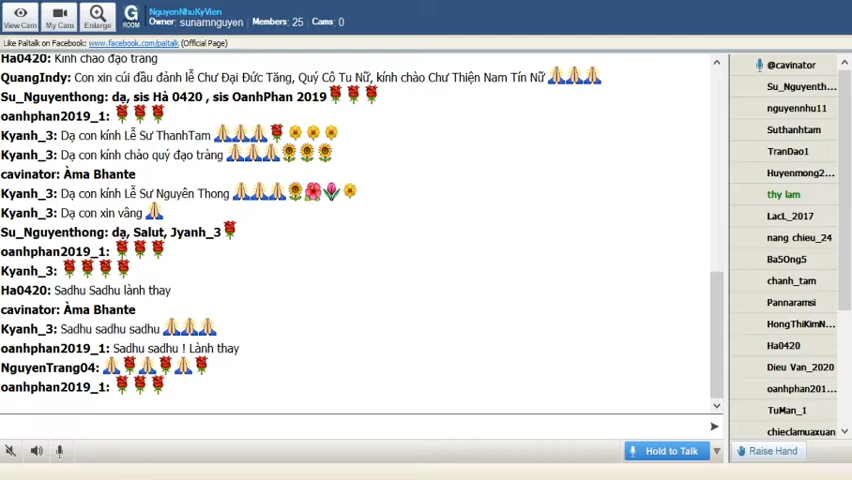 View Cam
My Cam
Enlarge
G
ROOM
NguyenNhuKyVien
Owner: sunamnguyen Members: 25 Cams: 0
Like Paltalk on Facebook: www.facebook.com/paltalk (Official Page)
Ha0420: Kính chào đạo tràng
QuangIndy: Con xin cúi đầu đảnh lễ Chư Đại Đức Tăng, Quý Cô Tu Nữ, kính chào Chư Thiện Nam Tín Nữ
Su_Nguyenthong: dạ, sis Hà 0420 , sis OanhPhan 2019
oanhphan2019_1:
Kyanh_3: Dạ con kính Lễ Sư ThanhTam
Kyanh_3: Dạ con kính chào quý đạo tràng
cavinator: Àma Bhante
Kyanh_3: Dạ con kính Lễ Sư Nguyên Thong
Kyanh_3: Dạ con xin vâng
Su_Nguyenthong: dạ, Salut, Jyanh_3
oanhphan2019_1:
Kyanh_3:
Ha0420: Sadhu Sadhu lành thay
cavinator: Àma Bhante
Kyanh_3: Sadhu sadhu sadhu
oanhphan2019_1: Sadhu sadhu ! Lành thay
NguyenTrang04:
oanhphan2019_1:
@cavinator
Su_Nguyenth...
nguyennhu11
Suthanhtam
TranDao1
Huyenmong2...
thy lam
LacL_2017
nang chieu_24
Ba5Ong5
chanh_tam
Pannaramsi
HongThiKimN...
Ha0420
Dieu Van_2020
oanhphan201...
TuMan_1
chieclamuaxuan
Hold to Talk
Raise Hand